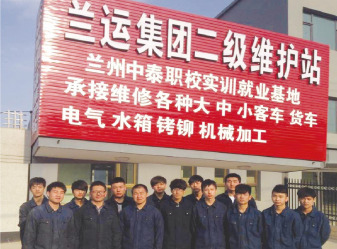 兰运集团二级维护站
兰州中泰职校实训就业基地
承接维修各种大 中 小客车 货车
电气 水箱 铐铆 机械加工